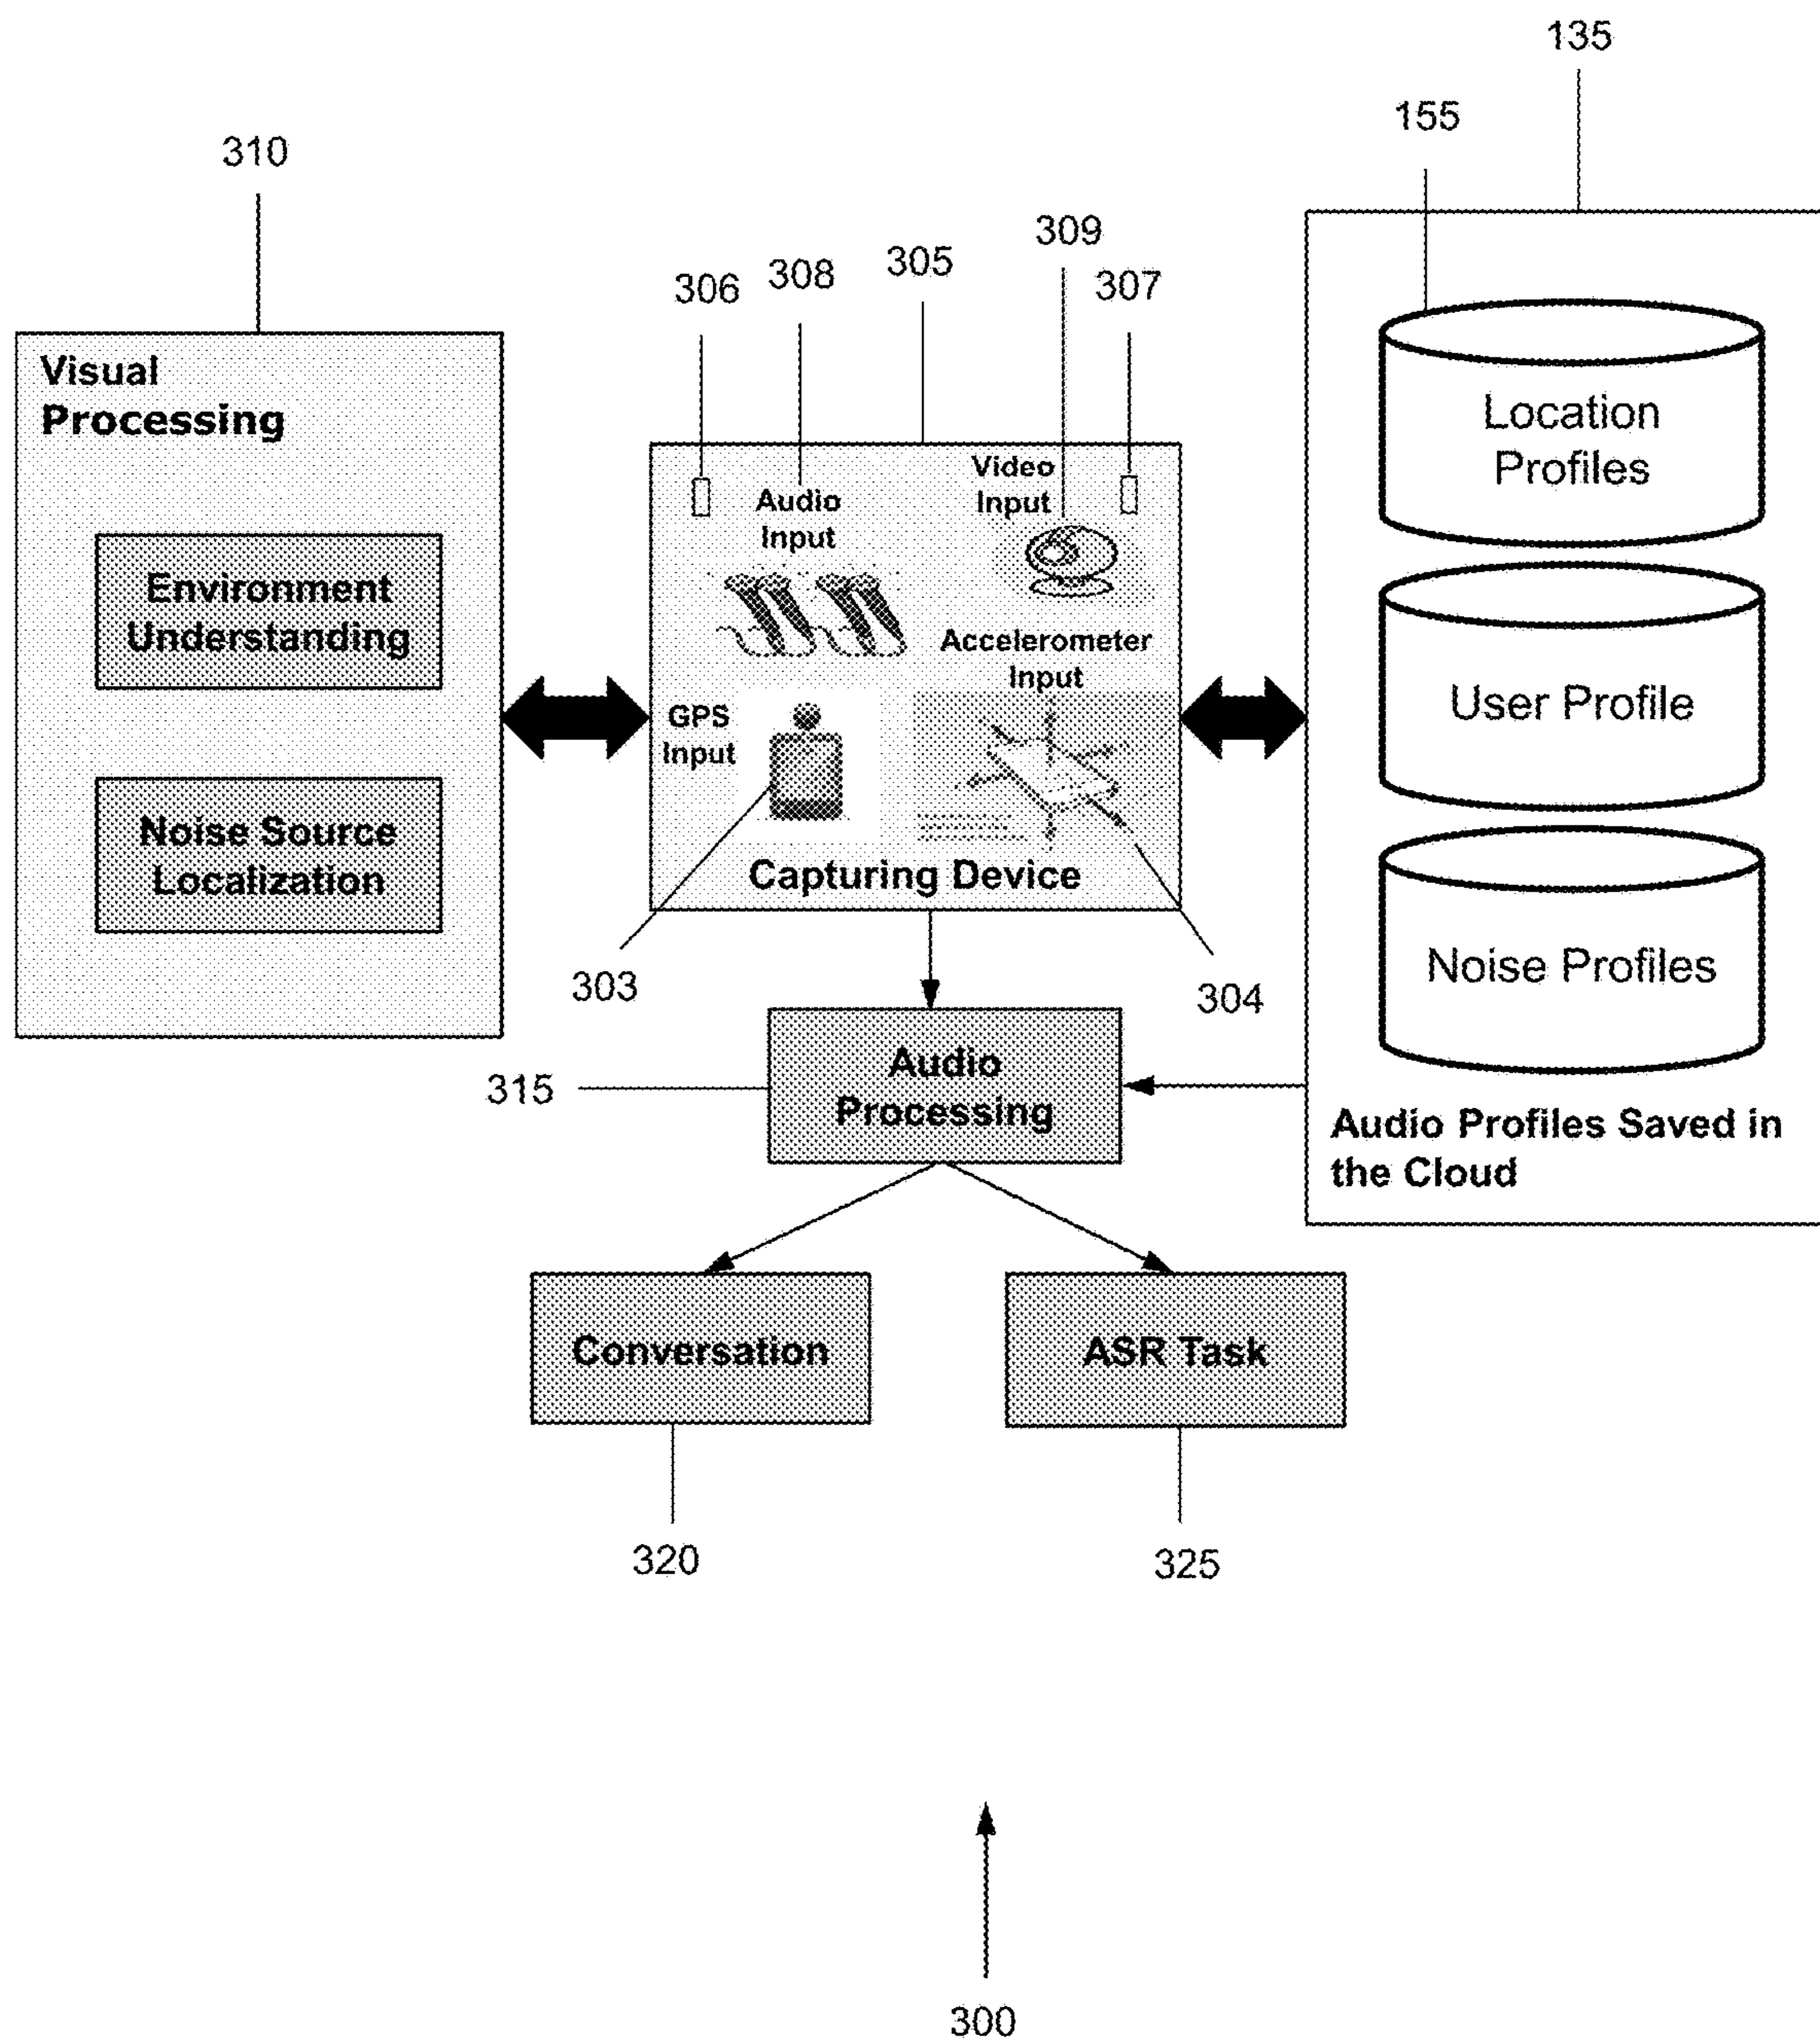 135
155
310
309
305
308
307
306
Visual
Processing
Environment
Understanding
Noise Source
Localization
Video
Input
Audio
Input
Accelerometer
Input
GPS
Input
Capturing Device
303
304
Location
Profiles
User Profile
Noise Profiles
Audio Profiles Saved in
the Cloud
Audio
Processing
315
Conversation
ASR Task
320
325
300